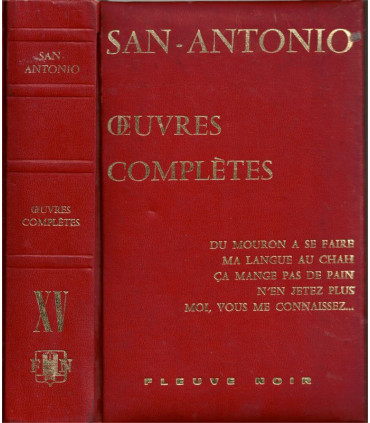 SAN
ANTONIO
ŒUVRES
COMPLÈTES
XV
F N
SAN-ANTONIO
ŒUVRES
COMPLÈTES
DU MOURON A SE FAIRE
MA LANGUE AU CHAH
ÇA MANGE PAS DE PAIN
N'EN JETEZ PLUS
MOI, VOUS ME CONNAISSEZ...
FLEUVE NOIR